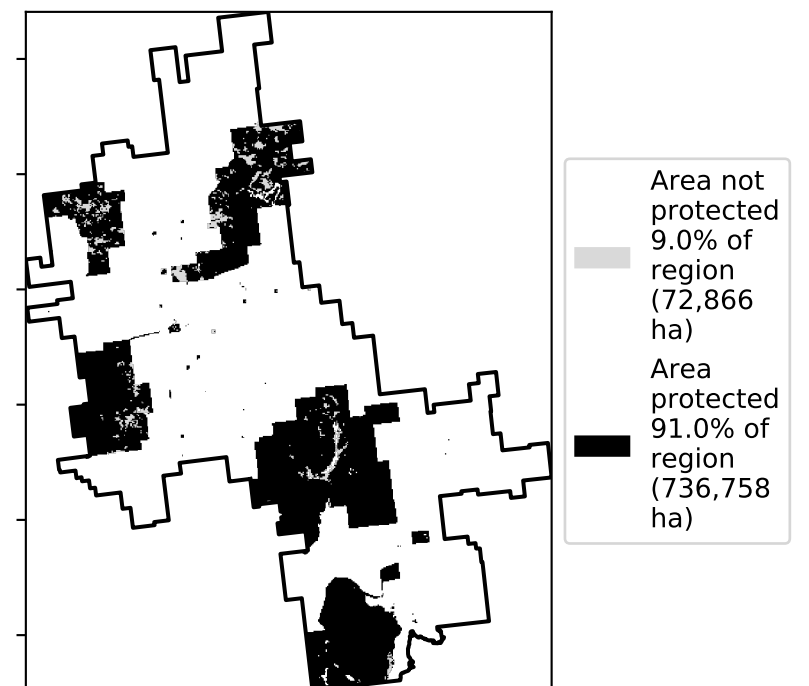 Area not
protected
9.0% of
region
(72,866
ha)
Area
protected
91.0% of
region
(736,758
ha)